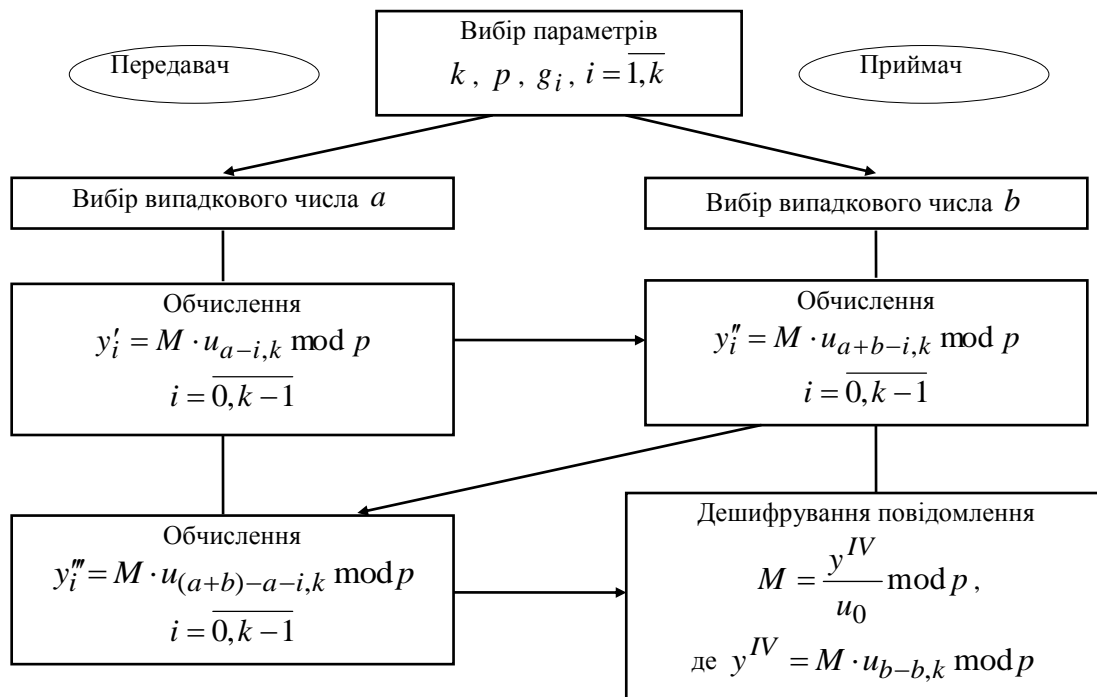 Вибір параметрів
k , p , g_i , i = \overline{1,k}
Передавач
Приймач
Вибір випадкового числа a
Вибір випадкового числа b
Обчислення
y'_i = M · u_{a−i,k} mod p
i = \overline{0,k−1}
Обчислення
y''_i = M · u_{a+b−i,k} mod p
i = \overline{0,k−1}
Обчислення
y'''_i = M · u_{(a+b)−a−i,k} mod p
i = \overline{0,k−1}
Дешифрування повідомлення
M = \frac{y^{IV}}{u_0} mod p ,
де y^{IV} = M · u_{b−b,k} mod p